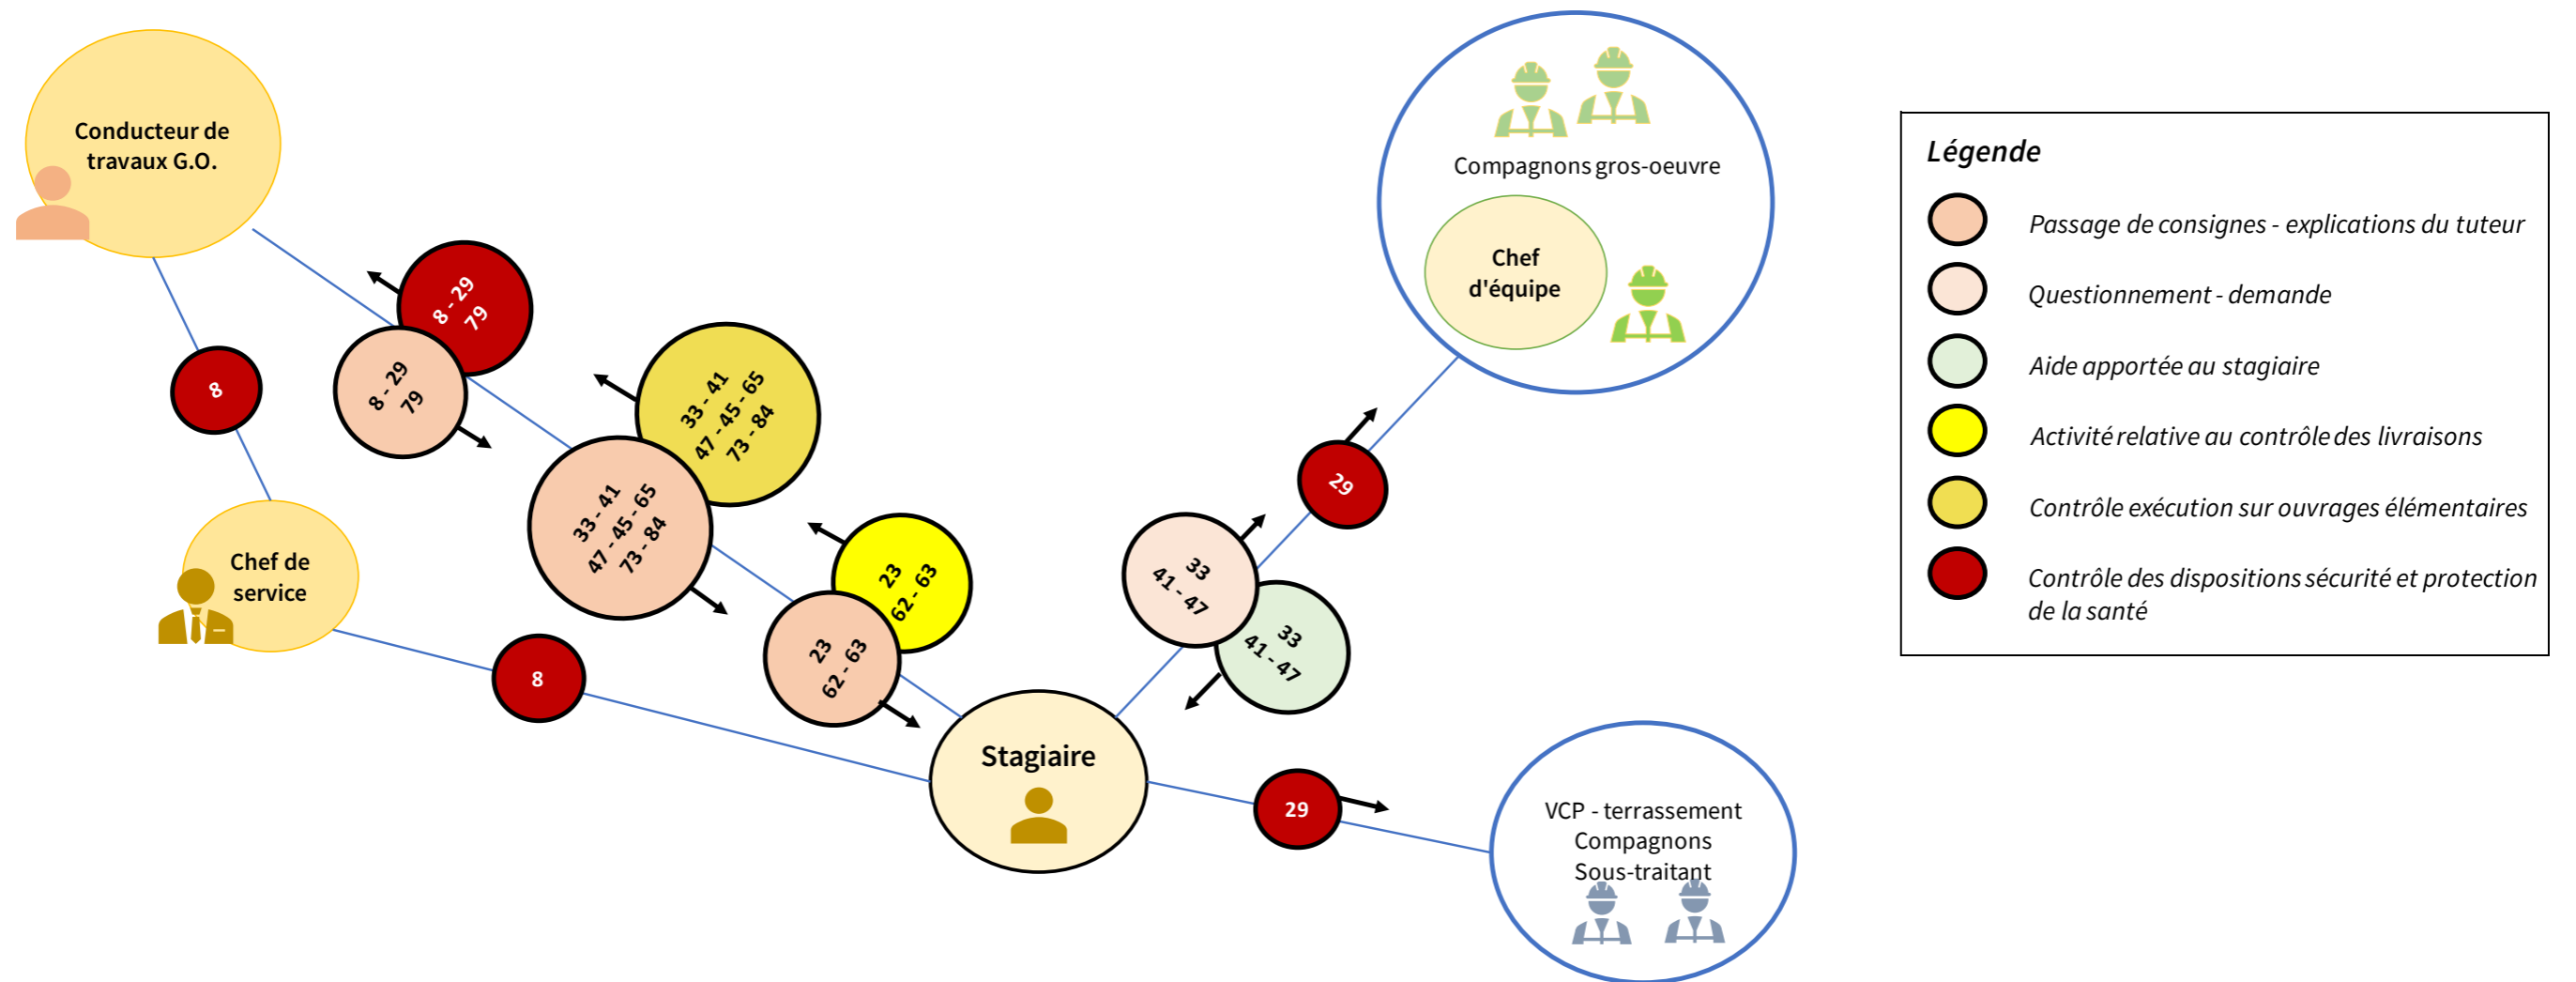 Conducteur de
travaux G.O.
8
Chef de
service
8
8 - 29
79
8 - 29
79
33 - 41
47 - 45 - 65
73 - 84
33 - 41
47 - 45 - 65
73 - 84
23
62 - 63
23
62 - 63
Stagiaire
33
41 - 47
33
41 - 47
29
29
Compagnons gros-oeuvre
Chef
d'équipe
VCP - terrassement
Compagnons
Sous-traitant
Légende
Passage de consignes - explications du tuteur
Questionnement - demande
Aide apportée au stagiaire
Activité relative au contrôle des livraisons
Contrôle exécution sur ouvrages élémentaires
Contrôle des dispositions sécurité et protection
de la santé